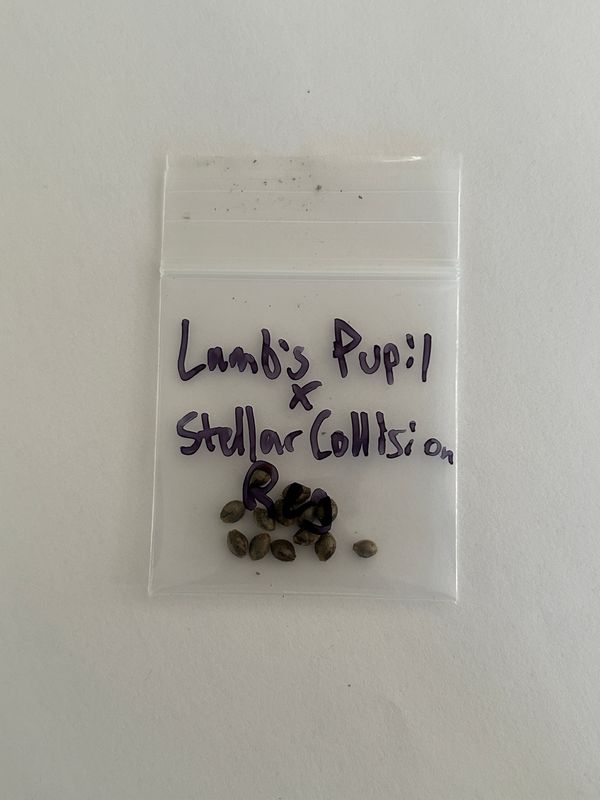 Lamb's Pupil
x
Stellar Collision
Reg